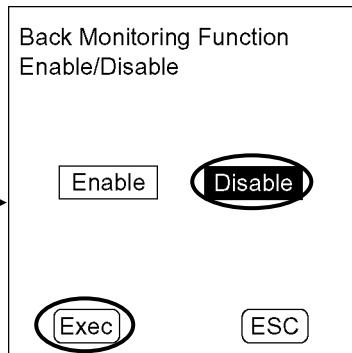 Back Monitoring Function
Enable/Disable
Enable Disable
Exec ESC